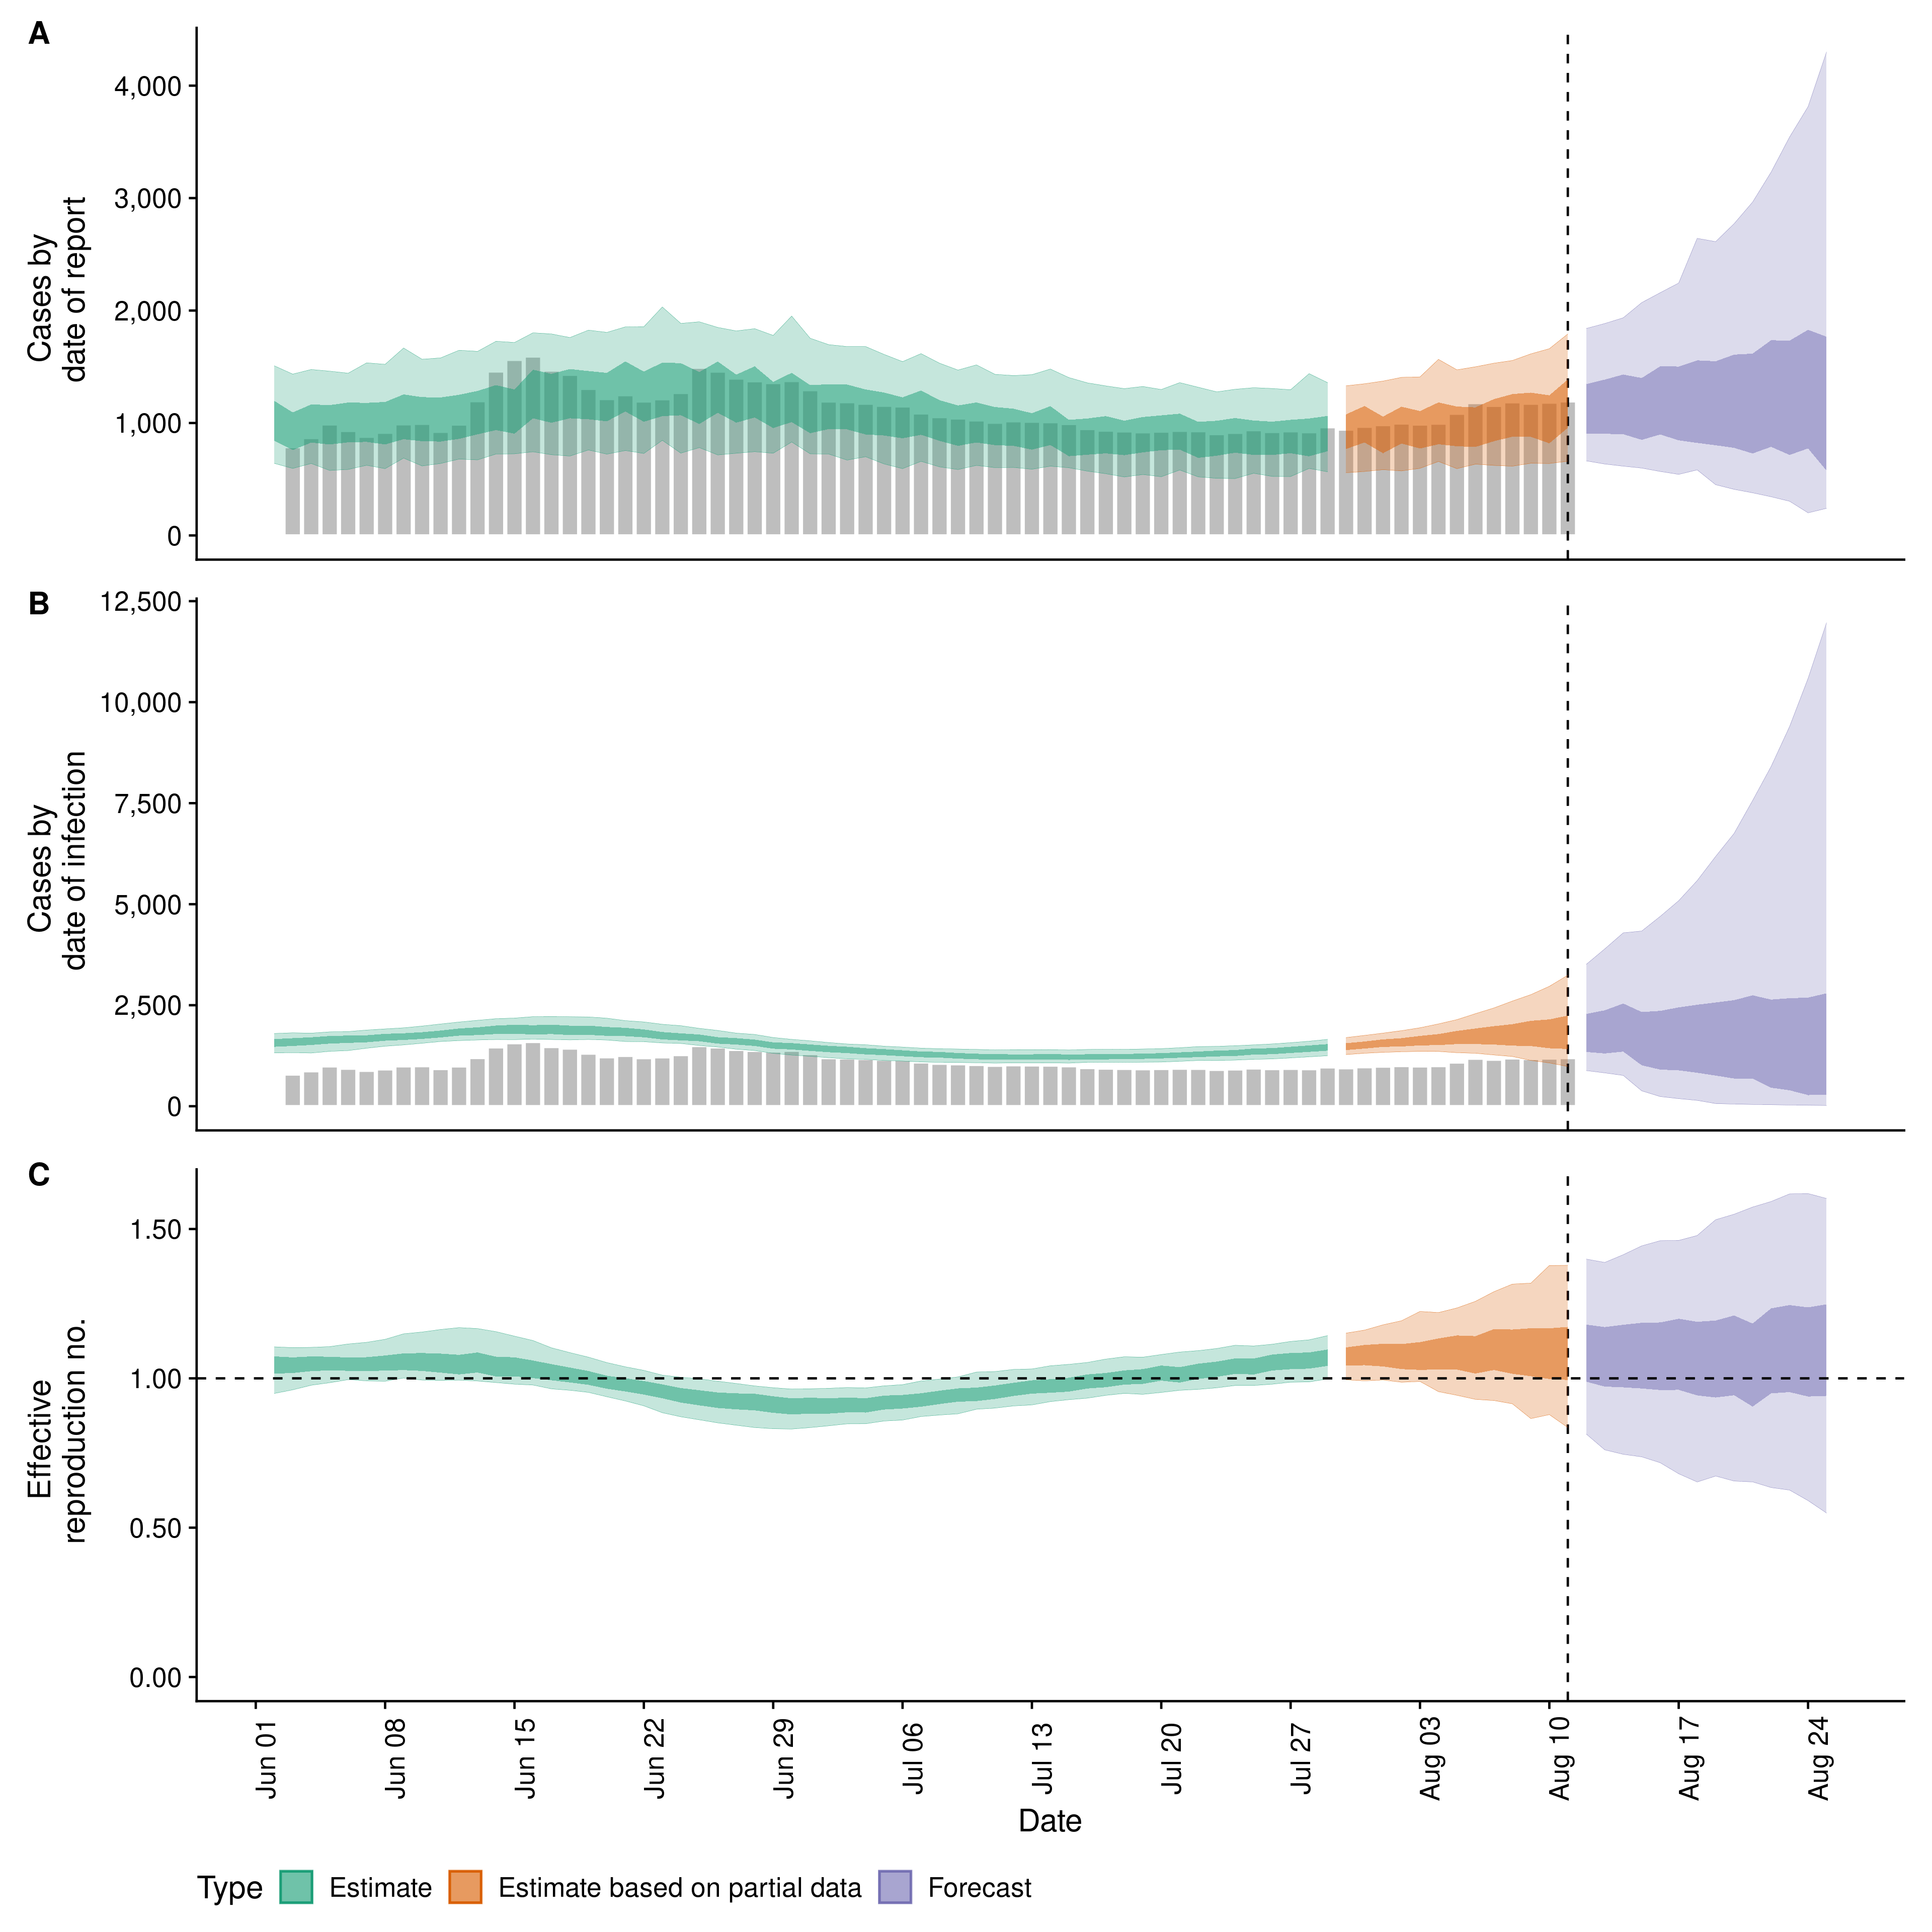 A
Cases by
date of report
4,000
3,000
2,000
1,000
0
B
Cases by
date of infection
12,500
10,000
7,500
5,000
2,500
0
C
Effective
reproduction no.
1.50
1.00
0.50
0.00
Jun 01
Jun 08
Jun 15
Jun 22
Jun 29
Jul 06
Jul 13
Jul 20
Jul 27
Aug 03
Aug 10
Aug 17
Aug 24
Date
Type Estimate Estimate based on partial data Forecast